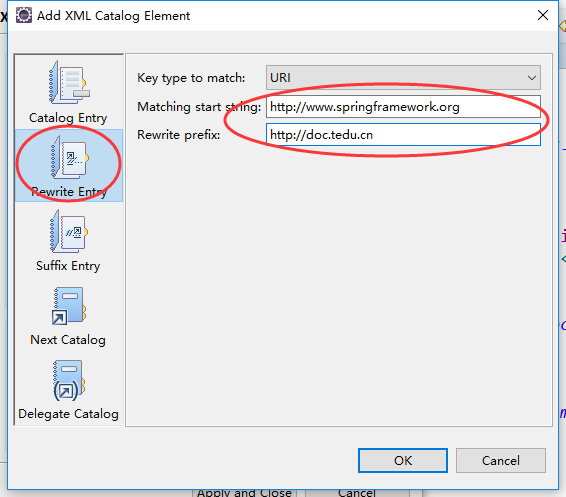 Add XML Catalog Element
Catalog Entry
Rewrite Entry
Suffix Entry
Next Catalog
Delegate Catalog
Key type to match: URI
Matching start string: http://www.springframework.org
Rewrite prefix: http://doc.tedu.cn
OK Cancel
Apply and Close Cancel